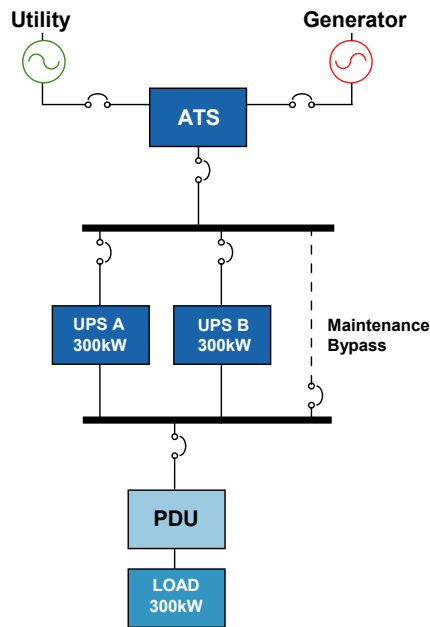 Utility
Generator
ATS
UPS A
300kW
UPS B
300kW
Maintenance
Bypass
PDU
LOAD
300kW